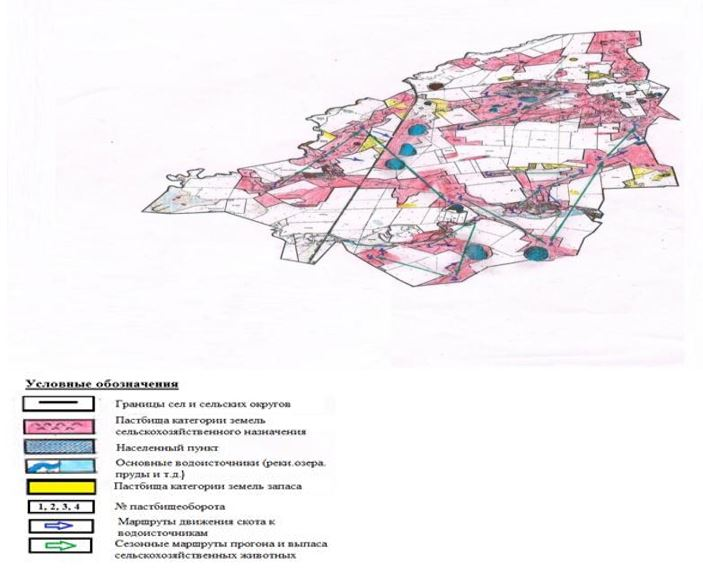 Условные обозначения
Границы сел и сельских округов
Пастбища категории земель
сельскохозяйственного назначения
Населенный пункт
Основные водоисточники (реки.озера.
пруды и т.д.)
Пастбища категории земель запаса
1, 2, 3, 4
№ пастбищеоборота
Маршруты движения скота к
водоисточникам
Сезонные маршруты прогона и выпаса
сельскохозяйственных животных